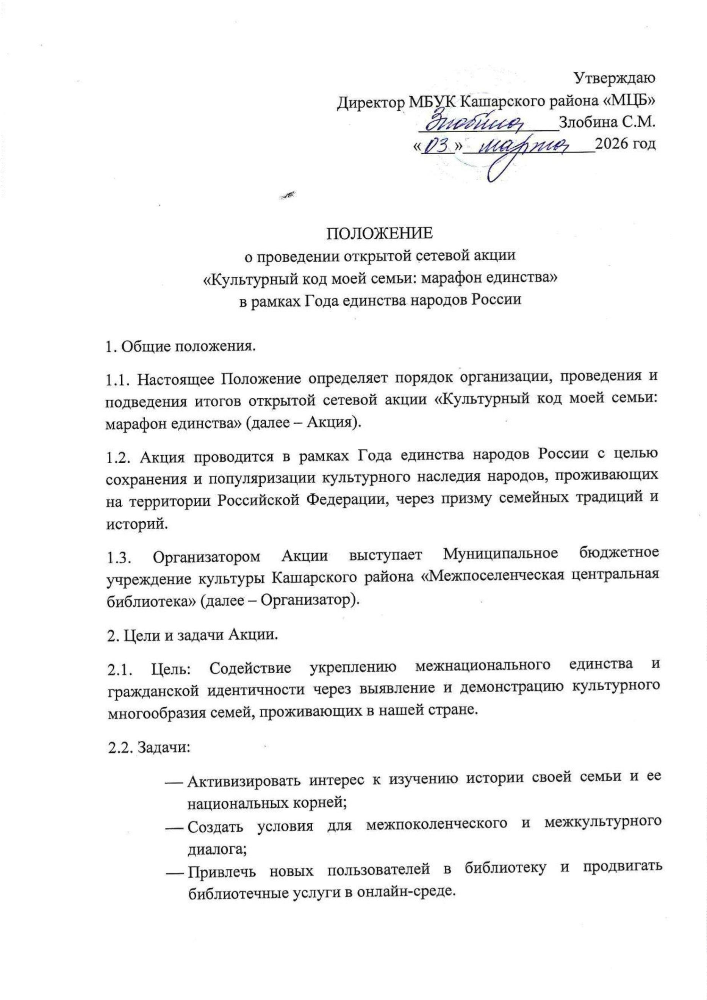 Утверждаю
Директор МБУК Кашарского района «МЦБ»
Злобина Злобина С.М.
«03» марта 2026 год
ПОЛОЖЕНИЕ
о проведении открытой сетевой акции
«Культурный код моей семьи: марафон единства»
в рамках Года единства народов России
1. Общие положения.
1.1. Настоящее Положение определяет порядок организации, проведения и
подведения итогов открытой сетевой акции «Культурный код моей семьи:
марафон единства» (далее – Акция).
1.2. Акция проводится в рамках Года единства народов России с целью
сохранения и популяризации культурного наследия народов, проживающих
на территории Российской Федерации, через призму семейных традиций и
историй.
1.3. Организатором Акции выступает Муниципальное бюджетное
учреждение культуры Кашарского района «Межпоселенческая центральная
библиотека» (далее – Организатор).
2. Цели и задачи Акции.
2.1. Цель: Содействие укреплению межнационального единства и
гражданской идентичности через выявление и демонстрацию культурного
многообразия семей, проживающих в нашей стране.
2.2. Задачи:
— Активизировать интерес к изучению истории своей семьи и ее
национальных корней;
— Создать условия для межпоколенческого и межкультурного
диалога;
— Привлечь новых пользователей в библиотеку и продвигать
библиотечные услуги в онлайн-среде.